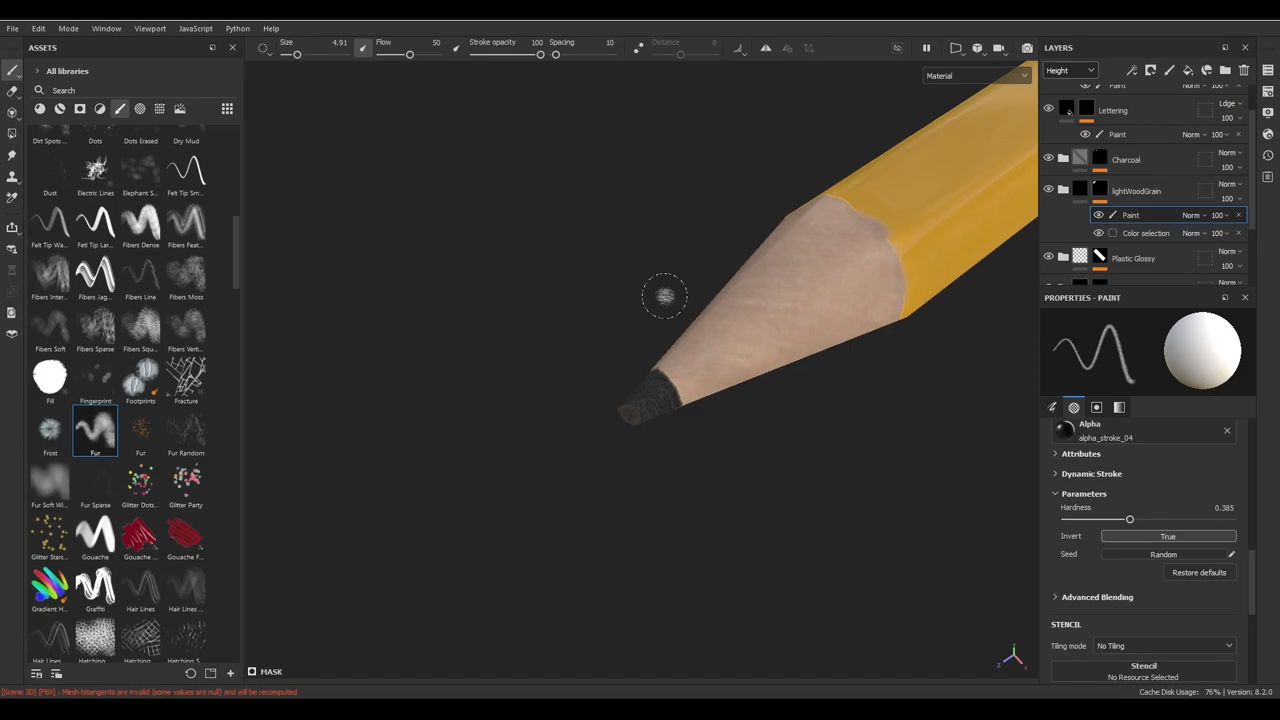 File Edit Mode Window Viewport JavaScript Python Help
ASSETS
All libraries
Search
Dirt Spots ... Dots Dots Erased Dry Mud
Dust Electric Lines Elephant S... Felt Tip Sm...
Felt Tip Wa... Fetl Tip Lar... Fibers Dense Fibers Feat...
Fibers Inter... Fibers Jag... Fibers Line Fibers Moss
Fibers Soft Fibers Sparse Fibers Squ... Fibers Verti...
Fill Fingerprint Footprints Fracture
Frost Fur Fur Fur Random
Fur Soft Wi... Fur Sparse Glitter Dots... Glitter Party
Glitter Stars... Gouache Gouache ... Gouache F...
Gradient H... Graffiti Hair Lines Hair Lines ...
Hair Lines ... Hatching Hatching ... Hatching S...
Size 4.91 Flow 50 Stroke opacity 100 Spacing 10 Distance 8
Material
MASK
LAYERS
Height
Paint Norm 100
Lettering Ldge
100
Paint Norm 100
Charcoal Norm
100
lightWoodGrain Norm
100
Paint Norm 100
Color selection Norm 100
Plastic Glossy Norm
100
PROPERTIES - PAINT
Alpha
alpha_stroke_04
Attributes
Dynamic Stroke
Parameters
Hardness 0.385
Invert True
Seed Random
Restore defaults
Advanced Blending
STENCIL
Tiling mode No Tiling
Stencil
No Resource Selected
[Scene 3D] [FBX] : Mesh bitangents are invalid (some values are null) and will be recomputed
Cache Disk Usage: 76% | Version: 8.2.0